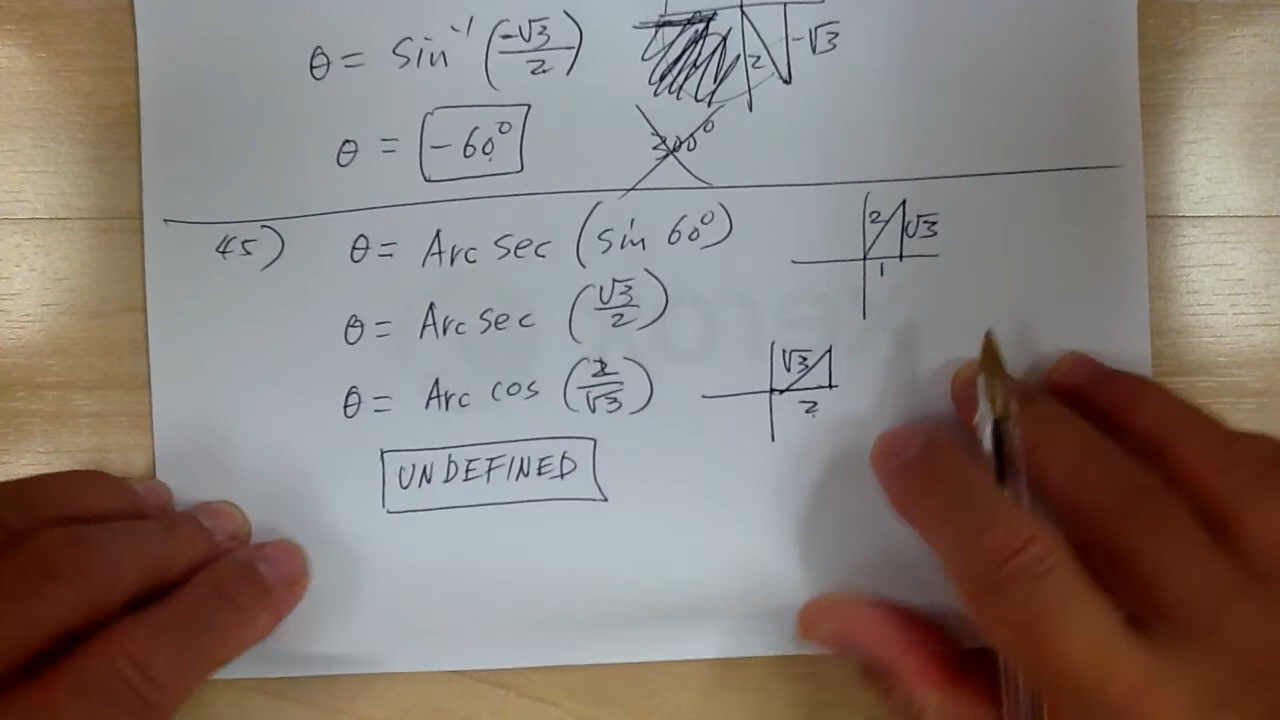 θ = sin⁻¹ (-√3/2)
2 -√3
θ = -60°
300°
45) θ = Arc sec (sin 60°)
2 √3
1
θ = Arc sec (√3/2)
θ = Arc cos (2/√3)
√3
2
UNDEFINED